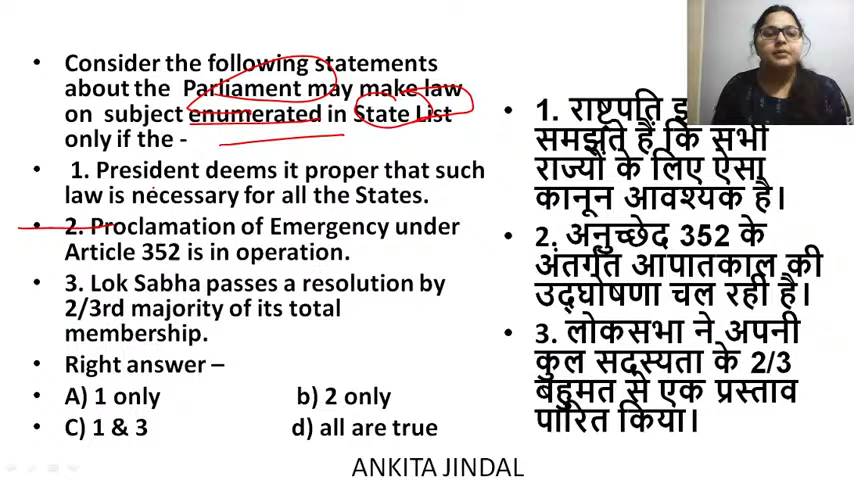 Consider the following statements
about the Parliament may make law
on subject enumerated in State List
only if the -
1. President deems it proper that such
law is necessary for all the States.
2. Proclamation of Emergency under
Article 352 is in operation.
3. Lok Sabha passes a resolution by
2/3rd majority of its total
membership.
Right answer –
A) 1 only b) 2 only
C) 1 & 3 d) all are true
1. राष्ट्रपति
समझते हैं कि सभी
राज्यों के लिए ऐसा
कानून आवश्यक है।
2. अनुच्छेद 352 के
अंतर्गत आपातकाल की
उद्घोषणा चल रही है।
3. लोकसभा ने अपनी
कुल सदस्यता के 2/3
बहुमत से एक प्रस्ताव
पारित किया।
ANKITA JINDAL